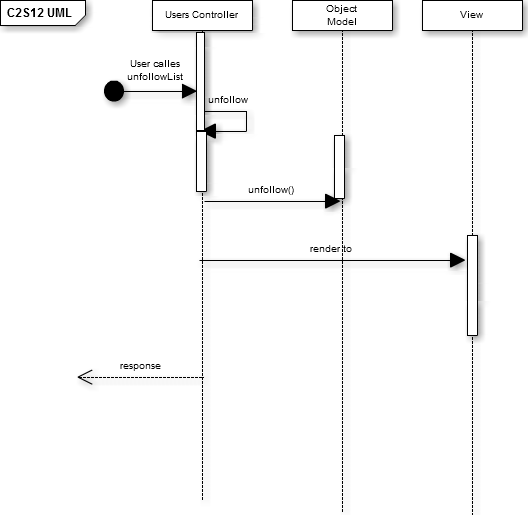 C2S12 UML
Users Controller
Object
Model
View
User calles
unfollowList
unfollow
unfollow()
render to
response